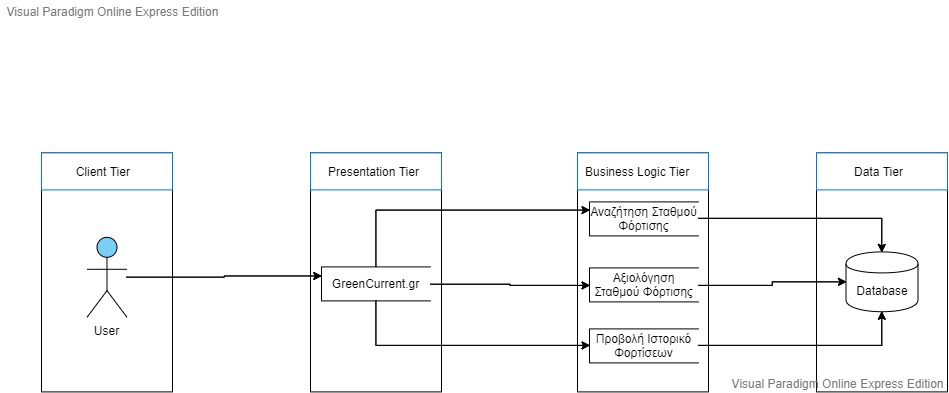 Visual Paradigm Online Express Edition
Client Tier
Presentation Tier
Business Logic Tier
Data Tier
User
GreenCurrent.gr
Αναζήτηση Σταθμού
Φόρτισης
Αξιολόγηση
Σταθμού Φόρτισης
Προβολή Ιστορικό
Φορτίσεων
Database
Visual Paradigm Online Express Edition